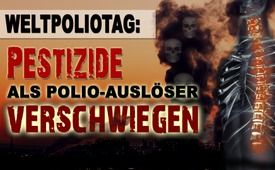 WELTPOLIOTAG:
PESTIZIDE
ALS POLIO-AUSLÖSER
VERSCHWIEGEN